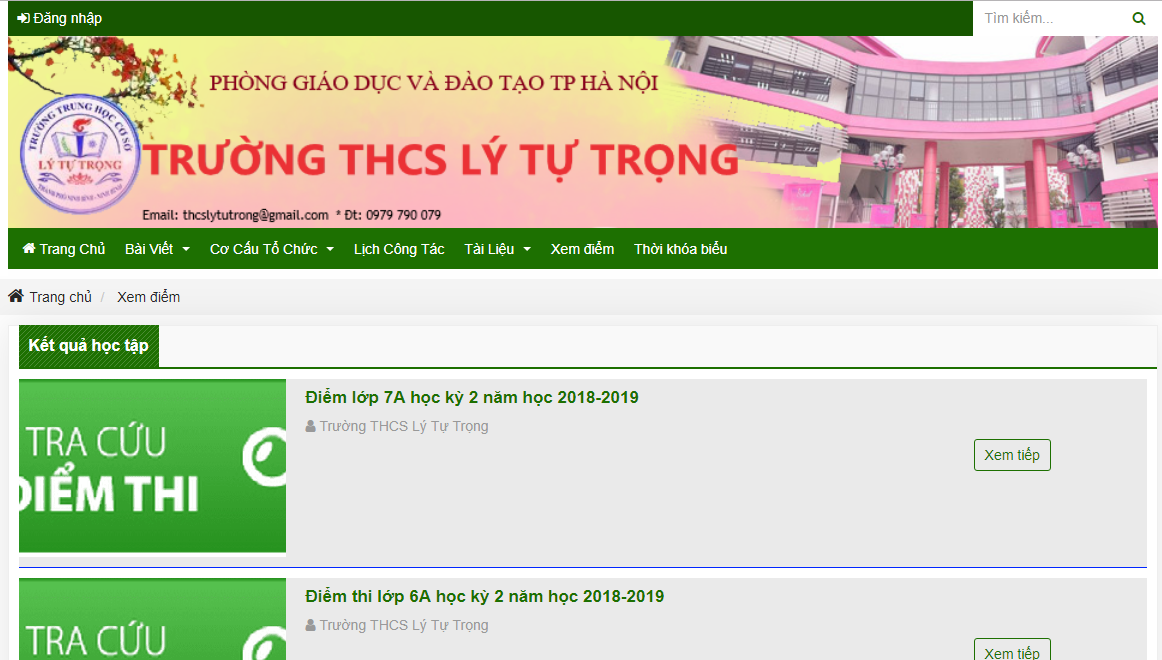 Đăng nhập
Tìm kiếm...
PHÒNG GIÁO DỤC VÀ ĐÀO TẠO TP HÀ NỘI
TRƯỜNG TRUNG HỌC CƠ SỞ
LÝ TỰ TRỌNG
THÀNH PHỐ NINH BÌNH - NINH BÌNH
TRƯỜNG THCS LÝ TỰ TRỌNG
Email: thcslytutrong@gmail.com * Đt: 0979 790 079
Trang Chủ Bài Viết Cơ Cấu Tổ Chức Lịch Công Tác Tài Liệu Xem điểm Thời khóa biểu
Trang chủ / Xem điểm
Kết quả học tập
TRA CỨU
ĐIỂM THI
Điểm lớp 7A học kỳ 2 năm học 2018-2019
Trường THCS Lý Tự Trọng
Xem tiếp
TRA CỨU
Điểm thi lớp 6A học kỳ 2 năm học 2018-2019
Trường THCS Lý Tự Trọng
Xem tiếp